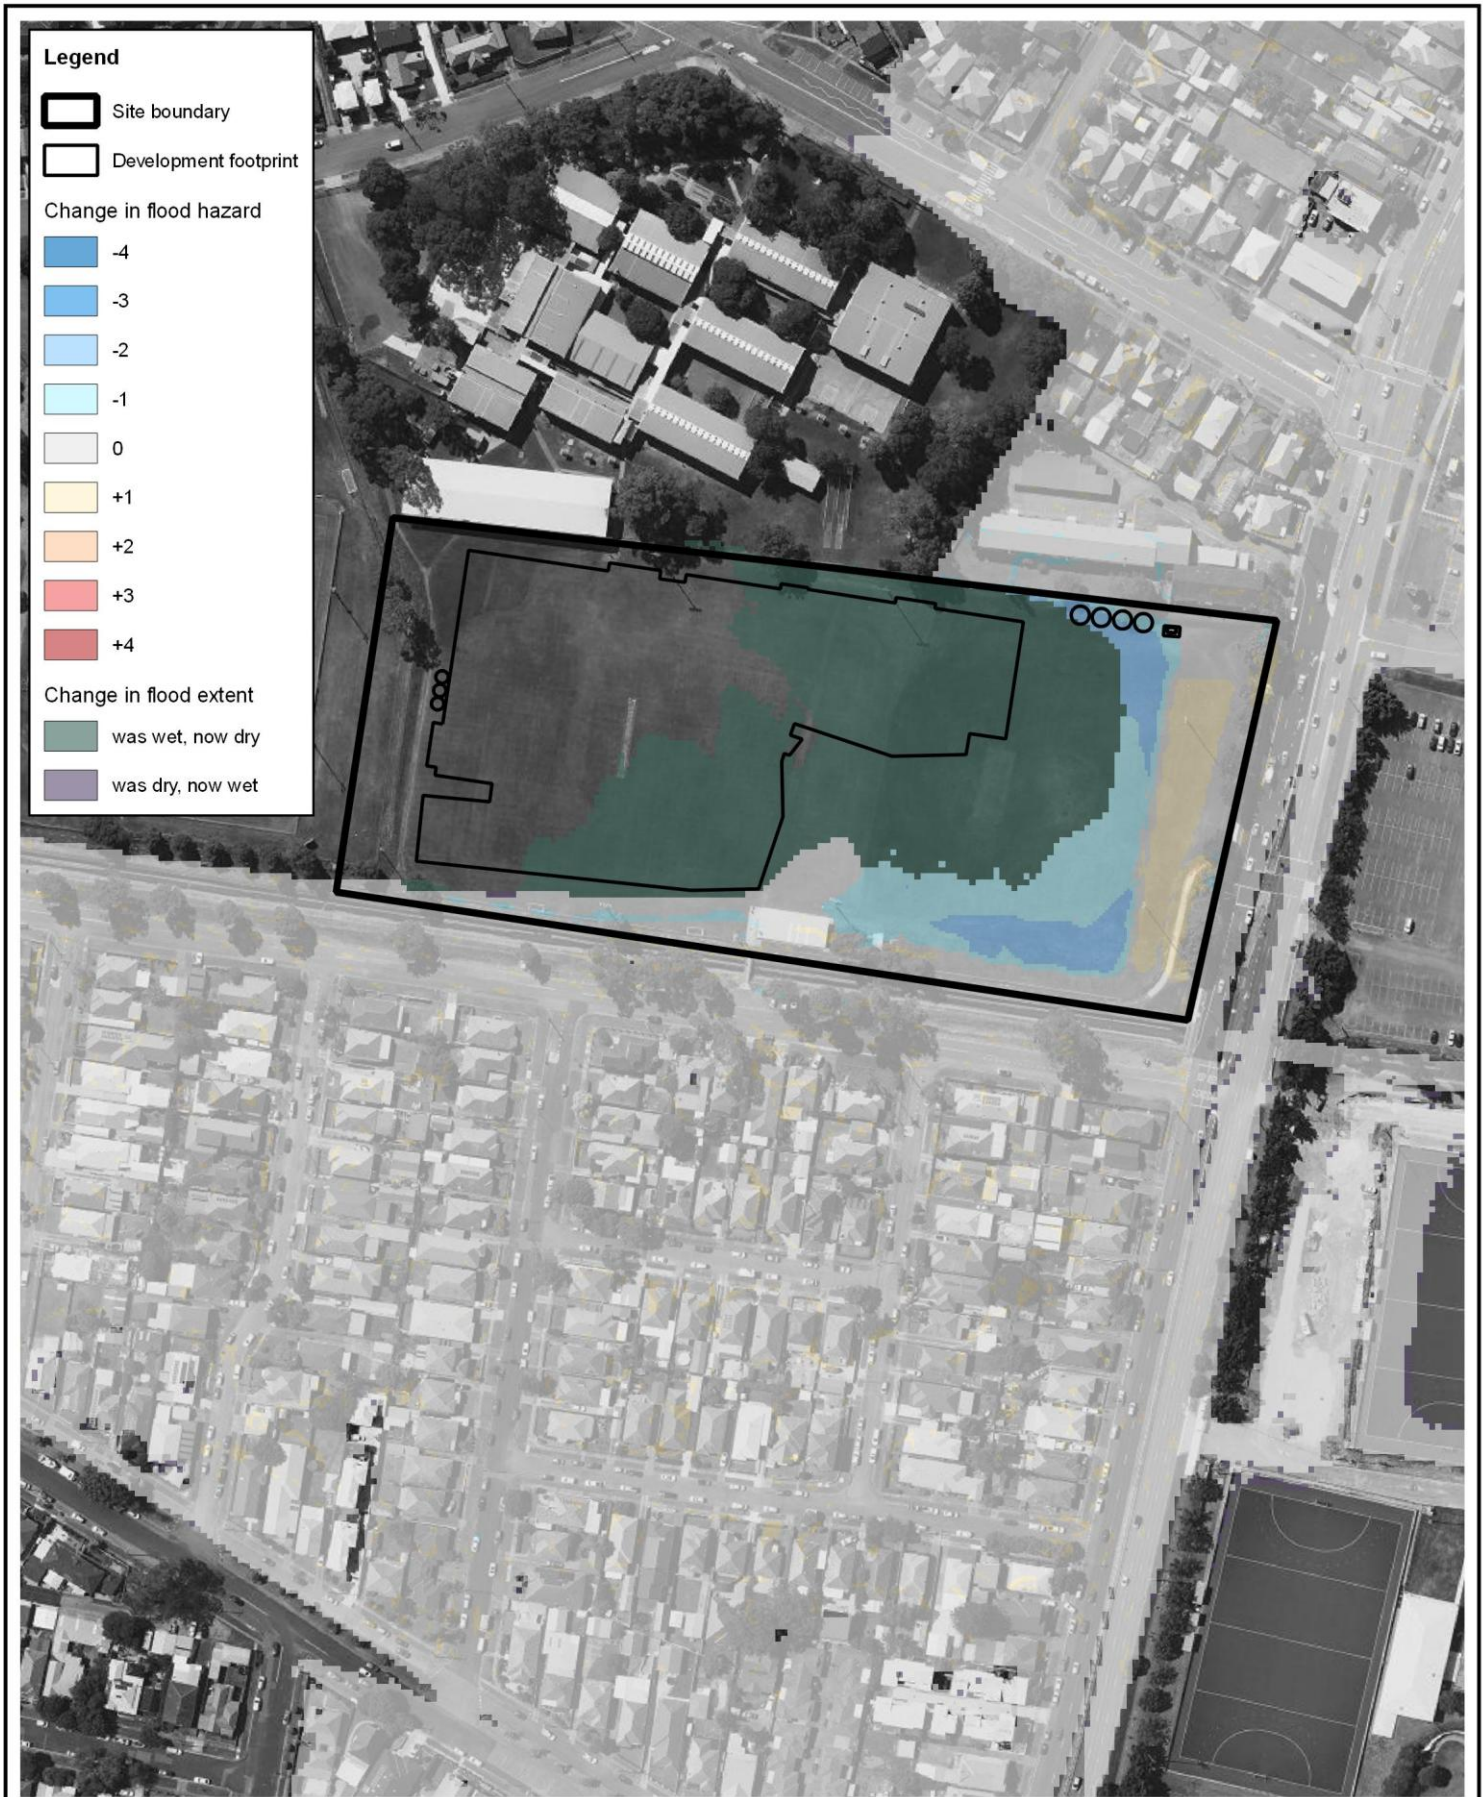 Legend
Site boundary
Development footprint
Change in flood hazard
-4
-3
-2
-1
0
+1
+2
+3
+4
Change in flood extent
was wet, now dry
was dry, now wet